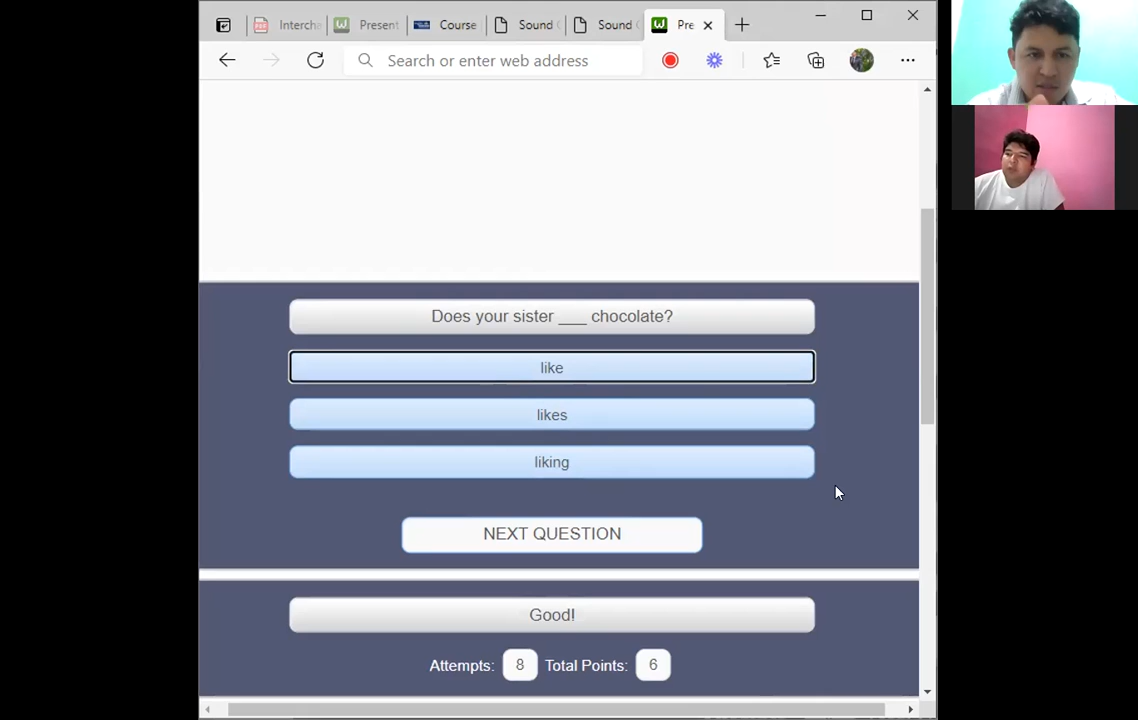 Intercha
Present
Course
Sound
Sound
Pre
Search or enter web address
Does your sister ___ chocolate?
like
likes
liking
NEXT QUESTION
Good!
Attempts: 8 Total Points: 6